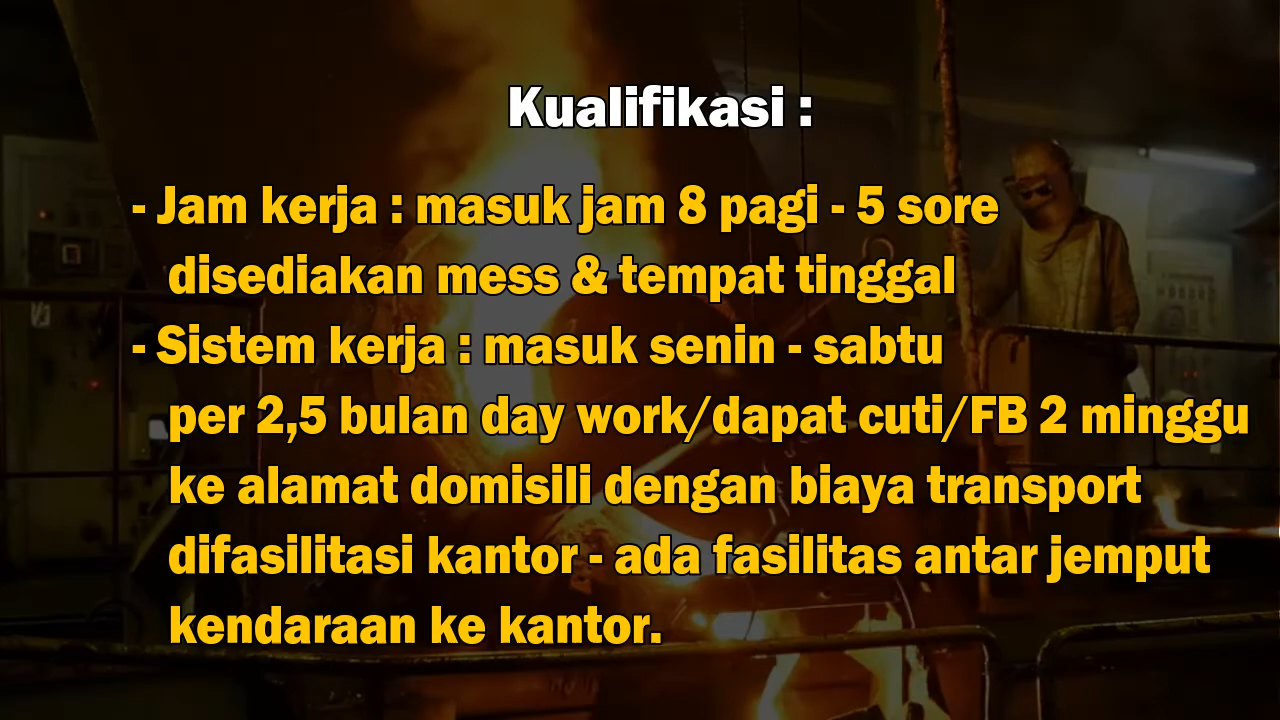 Kualifikasi :
- Jam kerja : masuk jam 8 pagi - 5 sore
disediakan mess & tempat tinggal
- Sistem kerja : masuk senin - sabtu
per 2,5 bulan day work/dapat cuti/FB 2 minggu
ke alamat domisili dengan biaya transport
difasilitasi kantor - ada fasilitas antar jemput
kendaraan ke kantor.